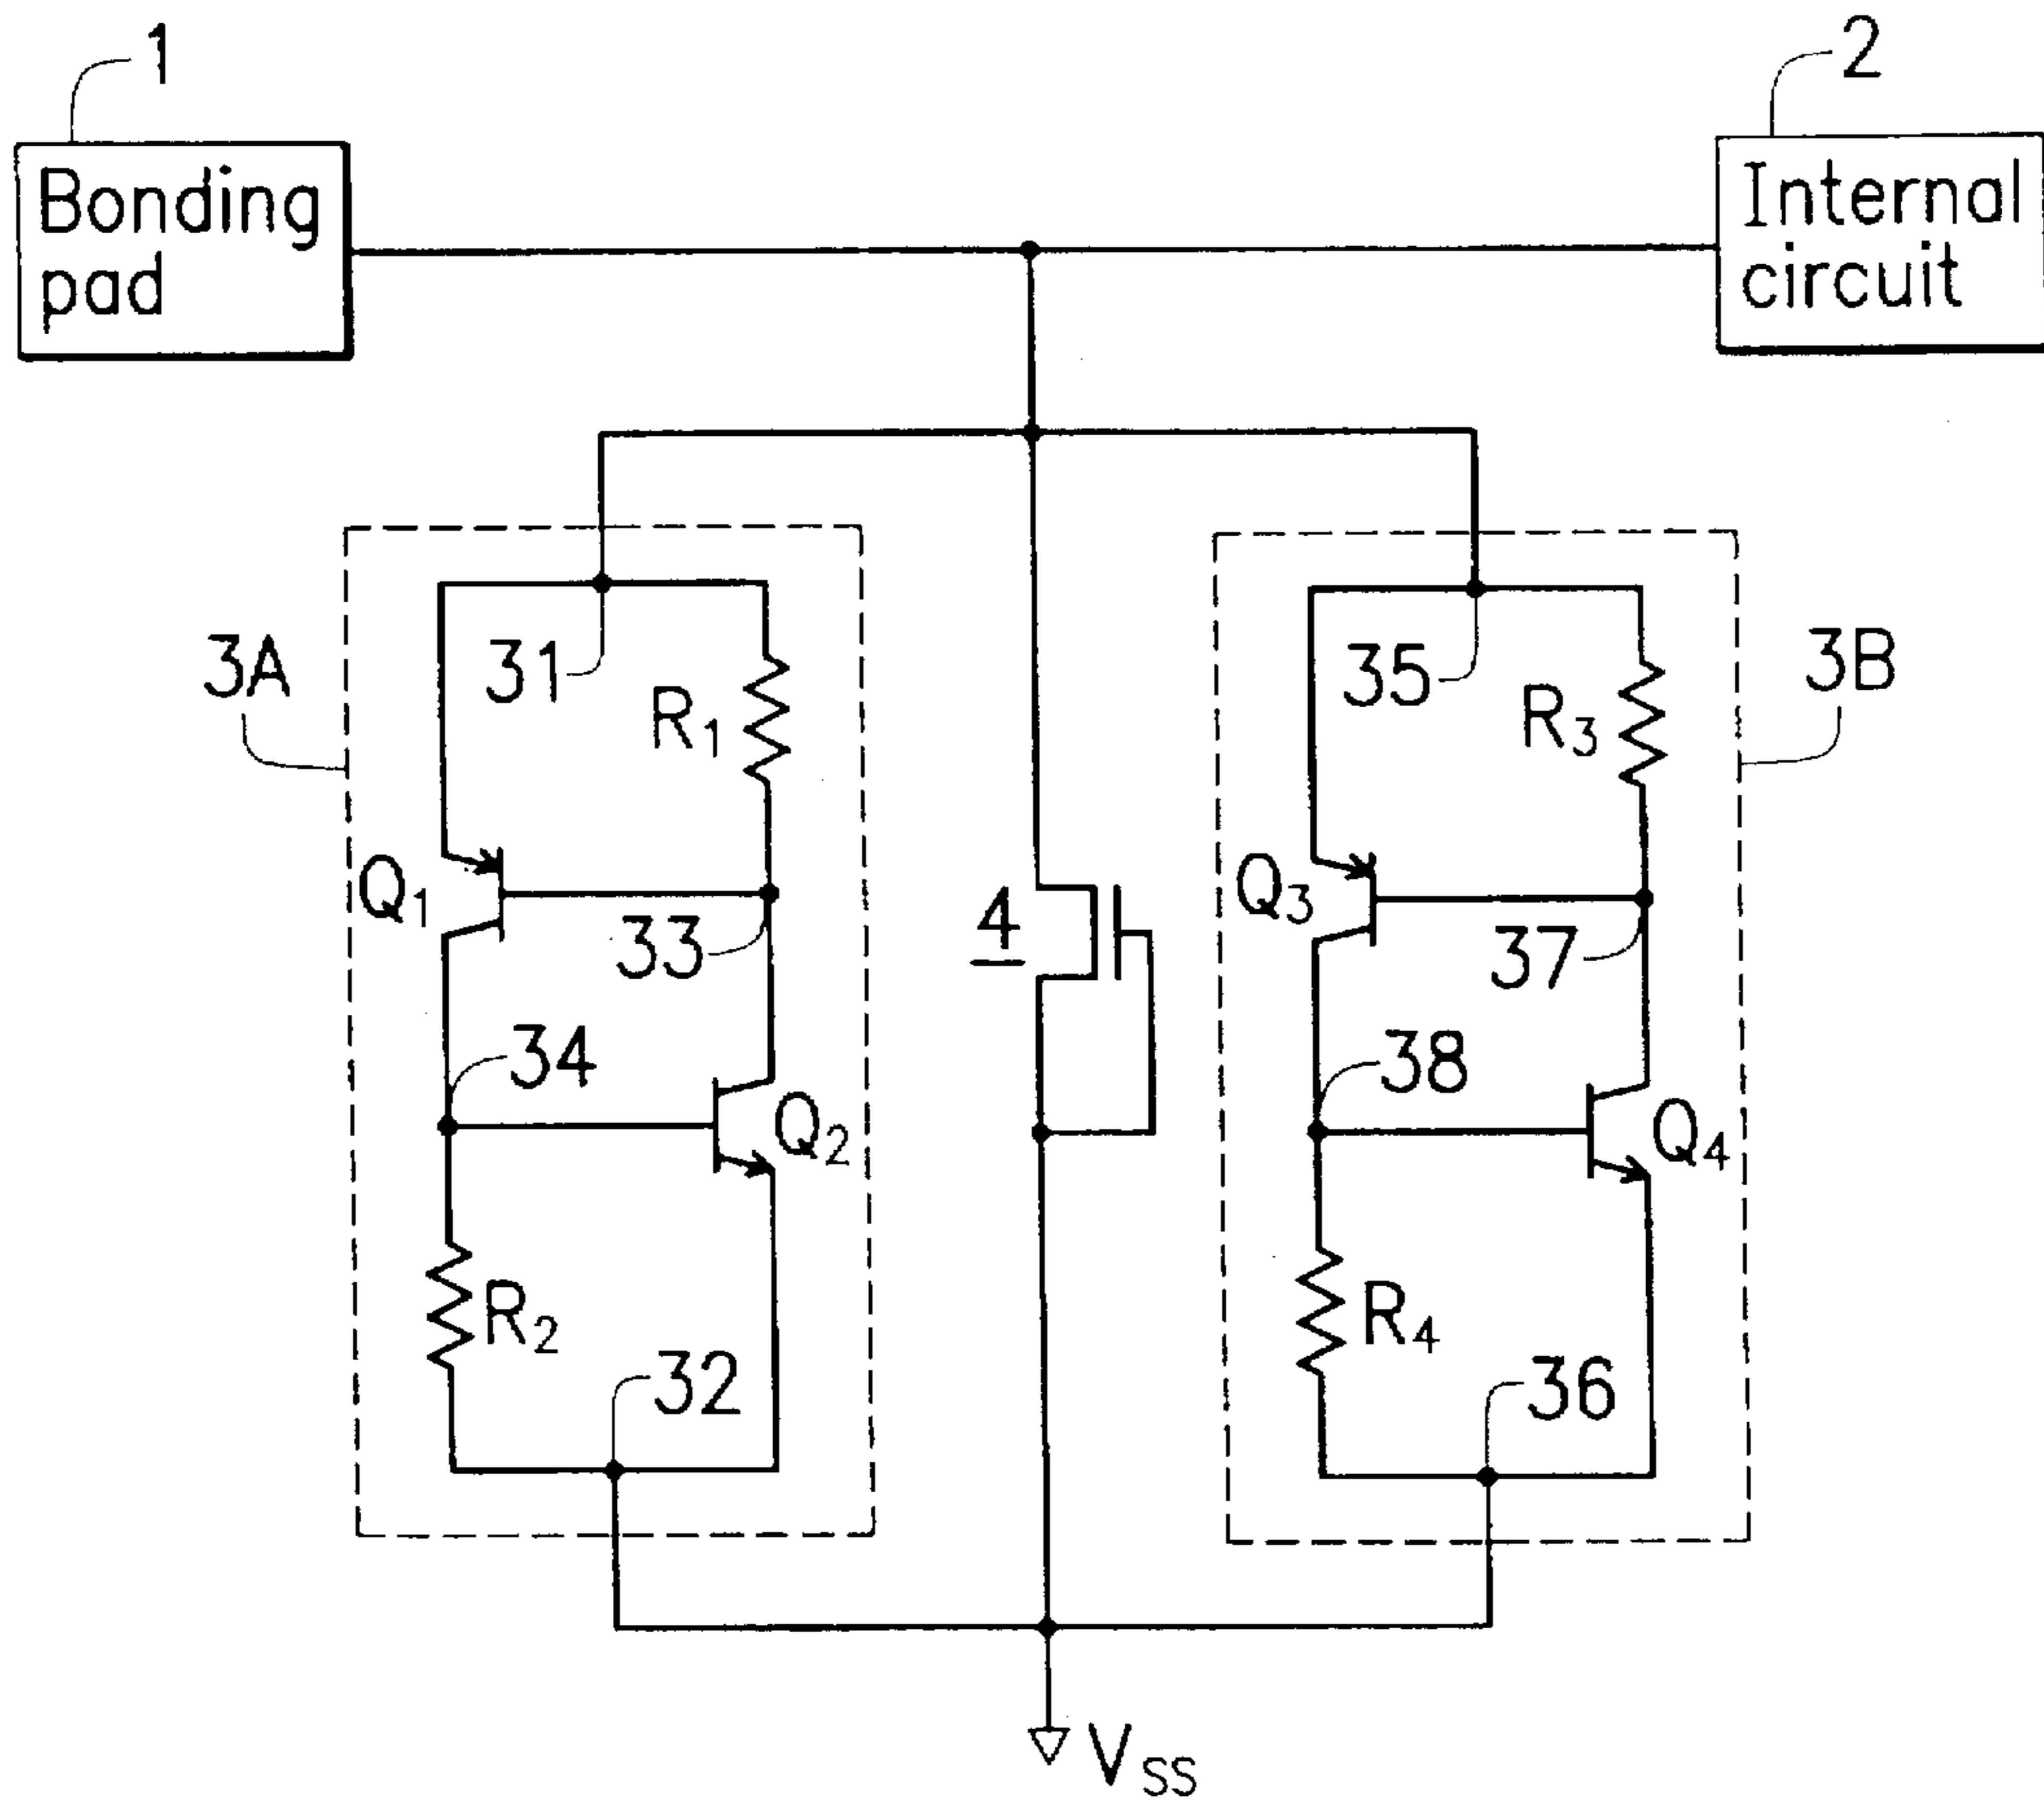 1
2
Bonding
pad
Internal
circuit
3A
31
R1
35
R3
3B
Q1
33
4
Q3
37
34
Q2
38
Q4
R2
32
R4
36
VSS